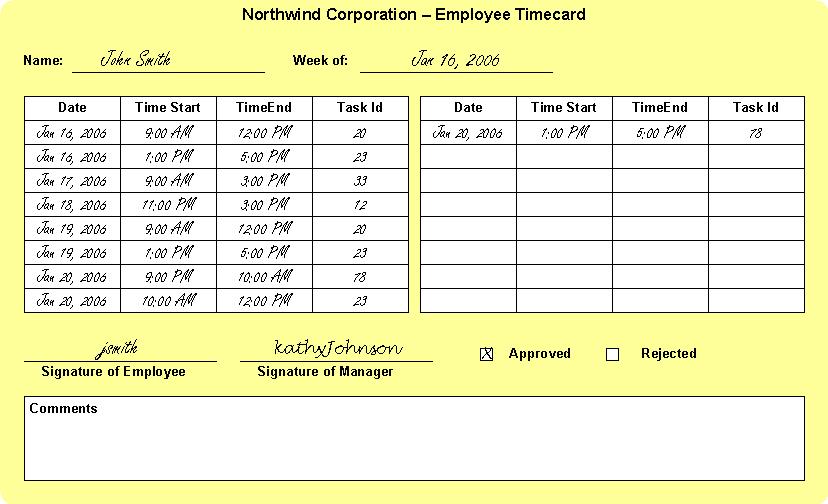 Northwind Corporation – Employee Timecard
Name: John Smith Week of: Jan 16, 2006
Date Time Start TimeEnd Task Id Date Time Start TimeEnd Task Id
Jan 16, 2006 9:00 AM 12:00 PM 20 Jan 20, 2006 1:00 PM 5:00 PM 78
Jan 16, 2006 1:00 PM 5:00 PM 23
Jan 17, 2006 9:00 AM 3:00 PM 33
Jan 18, 2006 11:00 PM 3:00 PM 12
Jan 19, 2006 9:00 AM 12:00 PM 20
Jan 19, 2006 1:00 PM 5:00 PM 23
Jan 20, 2006 9:00 PM 10:00 AM 78
Jan 20, 2006 10:00 AM 12:00 PM 23
jsmith kathyJohnson X Approved Rejected
Signature of Employee Signature of Manager
Comments